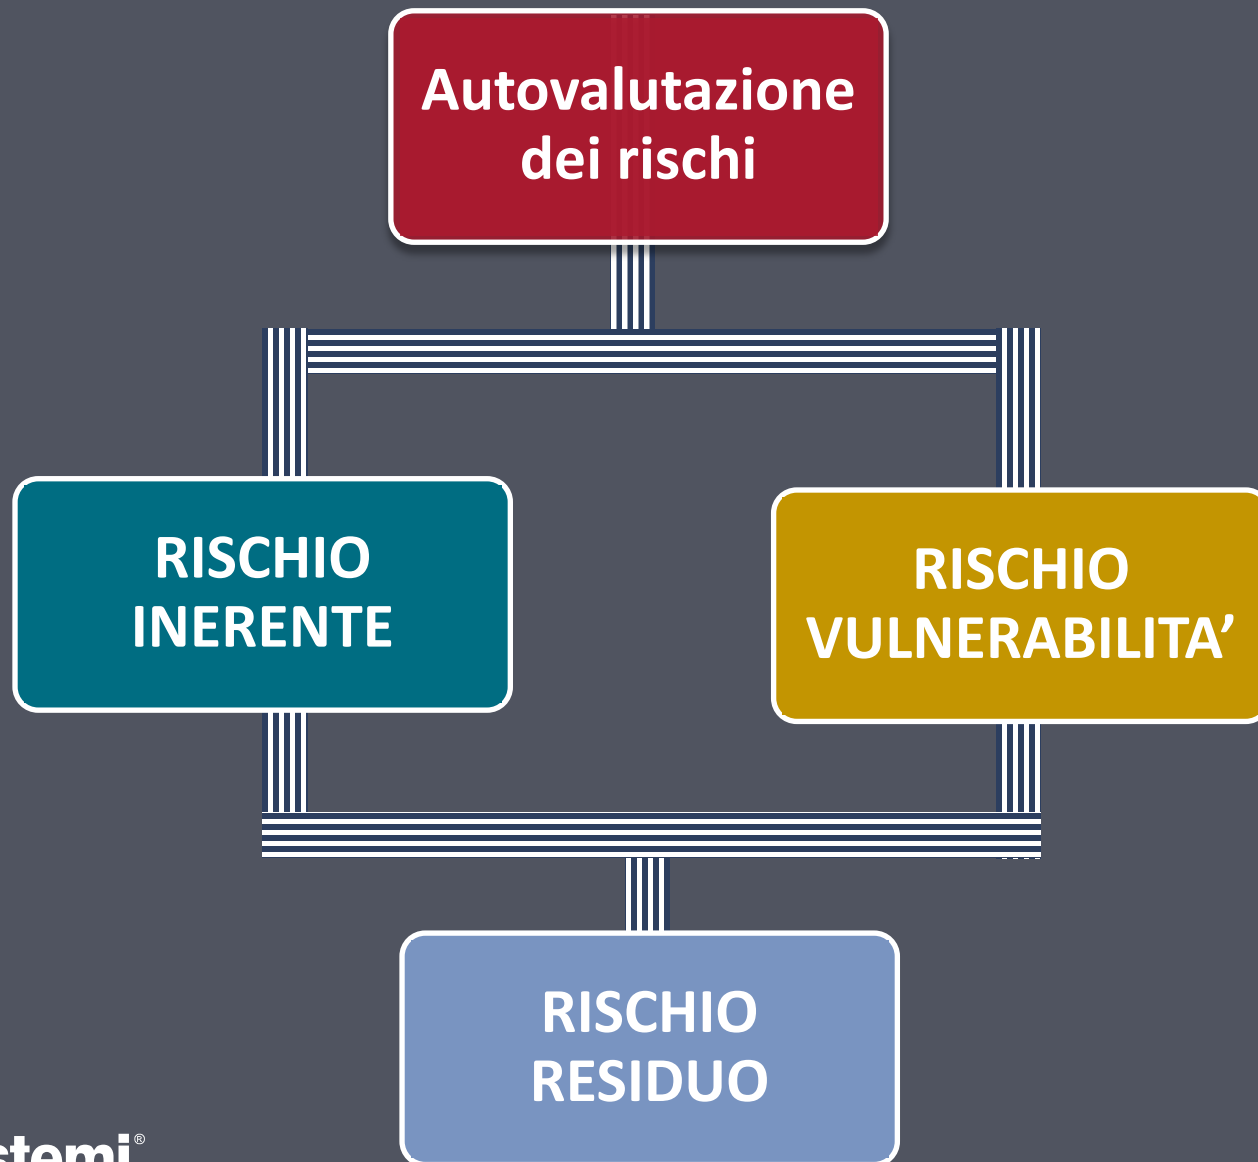 Autovalutazione
dei rischi
RISCHIO
INERENTE
RISCHIO
VULNERABILITA’
RISCHIO
RESIDUO
stemi®